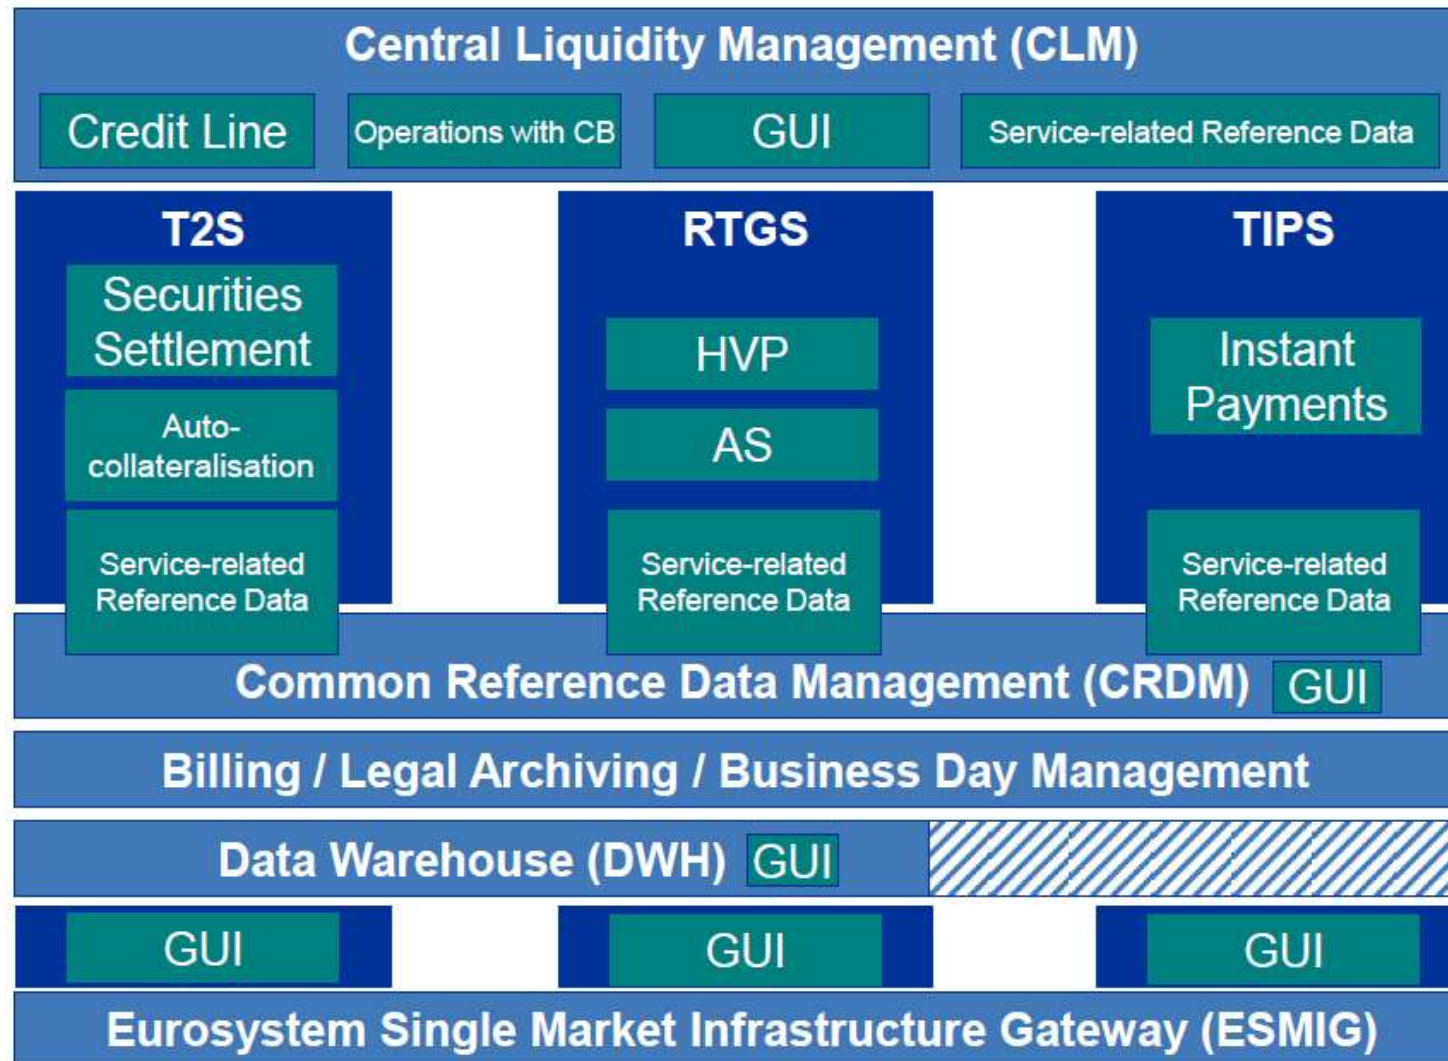 Central Liquidity Management (CLM)
Credit Line
Operations with CB
GUI
Service-related Reference Data
T2S
Securities
Settlement
Auto-
collateralisation
Service-related
Reference Data
RTGS
HVP
AS
Service-related
Reference Data
TIPS
Instant
Payments
Service-related
Reference Data
Common Reference Data Management (CRDM)
GUI
Billing / Legal Archiving / Business Day Management
Data Warehouse (DWH)
GUI
GUI
GUI
GUI
Eurosystem Single Market Infrastructure Gateway (ESMIG)